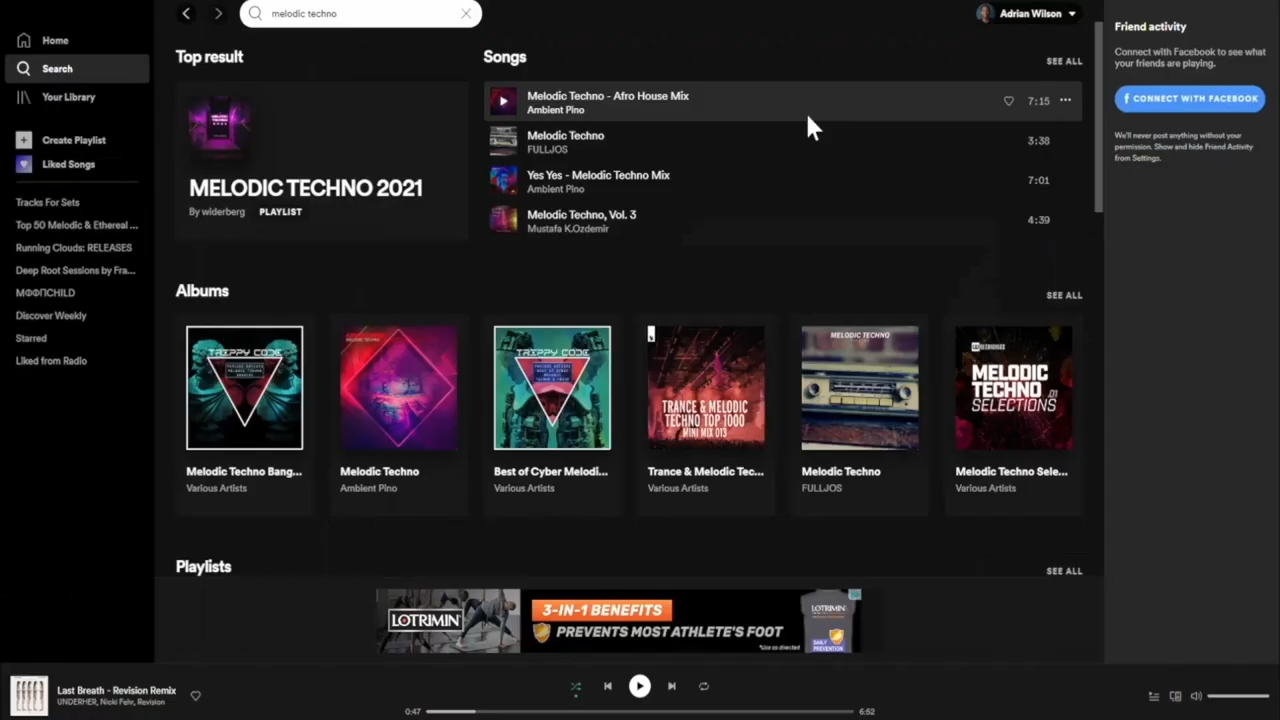 melodic techno
Adrian Wilson
Home
Search
Your Library
Create Playlist
Liked Songs
Tracks For Sets
Top 50 Melodic & Ethereal ...
Running Clouds: RELEASES
Deep Root Sessions by Fra...
MФФПCHILD
Discover Weekly
Starred
Liked from Radio
Top result
MELODIC TECHNO 2021
By widerberg PLAYLIST
Songs
SEE ALL
Melodic Techno - Afro House Mix
Ambient Pino
7:15
Melodic Techno
FULLJOS
3:38
Yes Yes - Melodic Techno Mix
Ambient Pino
7:01
Melodic Techno, Vol. 3
Mustafa K.Ozdemir
4:39
Albums
SEE ALL
TRIPPY CODE
Melodic Techno Bang...
Various Artists
Melodic Techno
Ambient Pino
TRIPPY CODE
Best of Cyber Melodi...
Various Artists
TRANCE & MELODIC
TECHNO TOP 1000
MINI MIX 013
Trance & Melodic Tec...
Various Artists
MELODIC TECHNO
Melodic Techno
FULLJOS
MELODIC
TECHNO .01
SELECTIONS
Melodic Techno Sele...
Various Artists
Playlists
SEE ALL
LOTRIMIN
3-IN-1 BENEFITS
PREVENTS MOST ATHLETE'S FOOT
*Use as directed
LOTRIMIN
DAILY
PREVENTION
Friend activity
Connect with Facebook to see what
your friends are playing.
f CONNECT WITH FACEBOOK
We'll never post anything without your
permission. Show and hide Friend Activity
from Settings.
Last Breath - Revision Remix
UNDERHER, Nicki Fehr, Revision
0:47
6:52